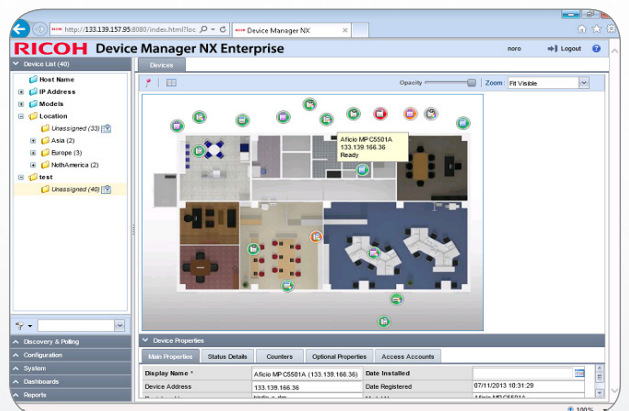 http://133.139.157.95:8080/index.html?loc
Device Manager NX
RICOH Device Manager NX Enterprise
noro
Logout
Device List (40)
Devices
Opacity
Zoom: Fit Visible
Host Name
IP Address
Models
Location
Unassigned (33)
Asia (2)
Europe (3)
NothAmerica (2)
test
Unassigned (40)
Aficio MP C5501A
133.139.166.36
Ready
Discovery & Polling
Configuration
System
Dashboards
Reports
Device Properties
Main Properties
Status Details
Counters
Optional Properties
Access Accounts
Display Name *
Aficio MP C5501A (133.139.166.36)
Date Installed
Device Address
133.139.166.36
Date Registered
07/11/2013 10:31:29
100%